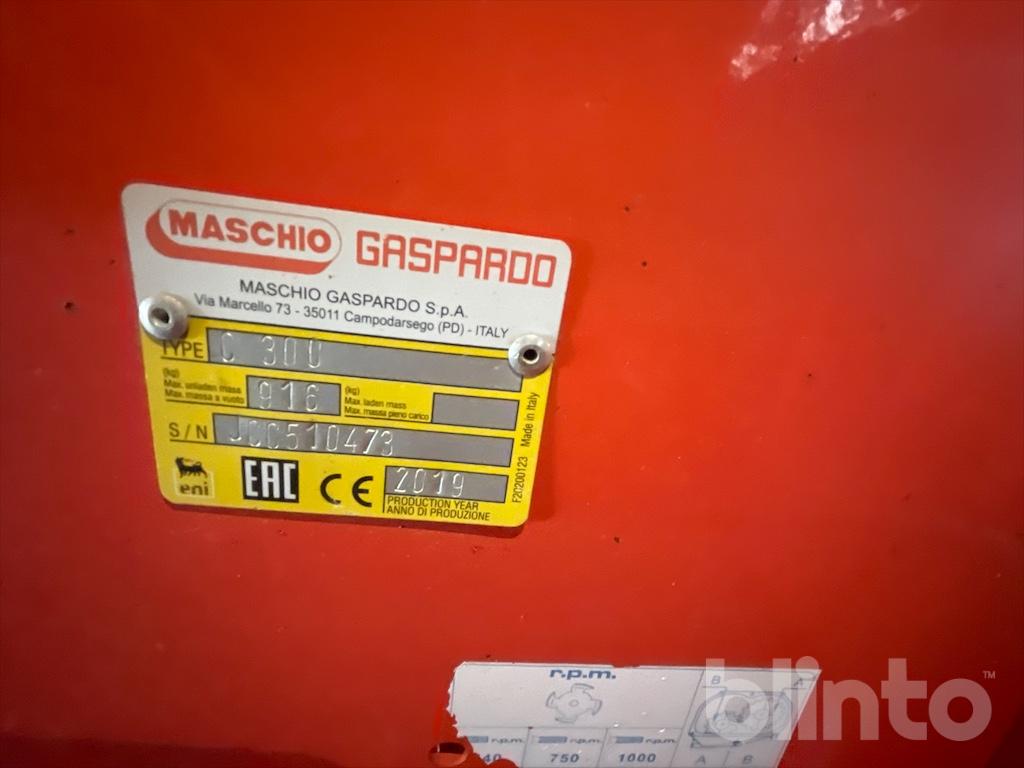 MASCHIO GASPARDO
MASCHIO GASPARDO S.p.A.
Via Marcello 73 - 35011 Campodarsego (PD) - ITALY
TYPE C 300
(kg)
Max. unladen mass
Max. massa a vuoto
916
(kg)
Max. laden mass
Max. massa pieno carico
S/N JCC510473
eni
EAC
CE
2019
PRODUCTION YEAR
ANNO DI PRODUZIONE
F20200123 Made in Italy
r.p.m.
r.p.m. r.p.m. r.p.m.
750 1000
B A
A B
blinto™